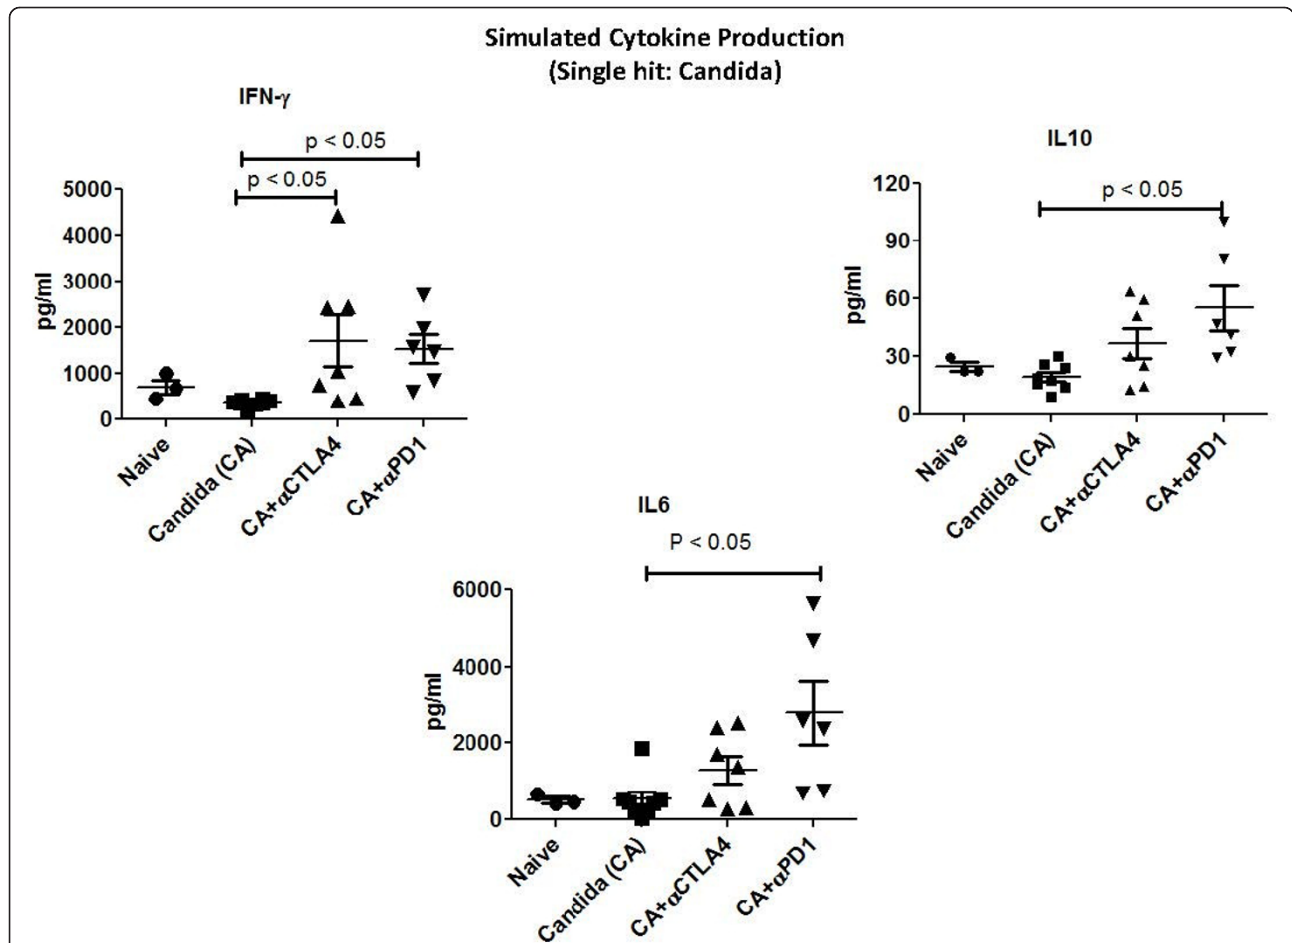 Simulated Cytokine Production
(Single hit: Candida)
IFN-γ
p < 0.05
p < 0.05
5000
4000
3000
2000
1000
0
pg/ml
Naive
Candida (CA)
CA+αCTLA4
CA+αPD1
IL10
p < 0.05
120
90
60
30
0
pg/ml
Naive
Candida (CA)
CA+αCTLA4
CA+αPD1
IL6
P < 0.05
6000
4000
2000
0
pg/ml
Naive
Candida (CA)
CA+αCTLA4
CA+αPD1